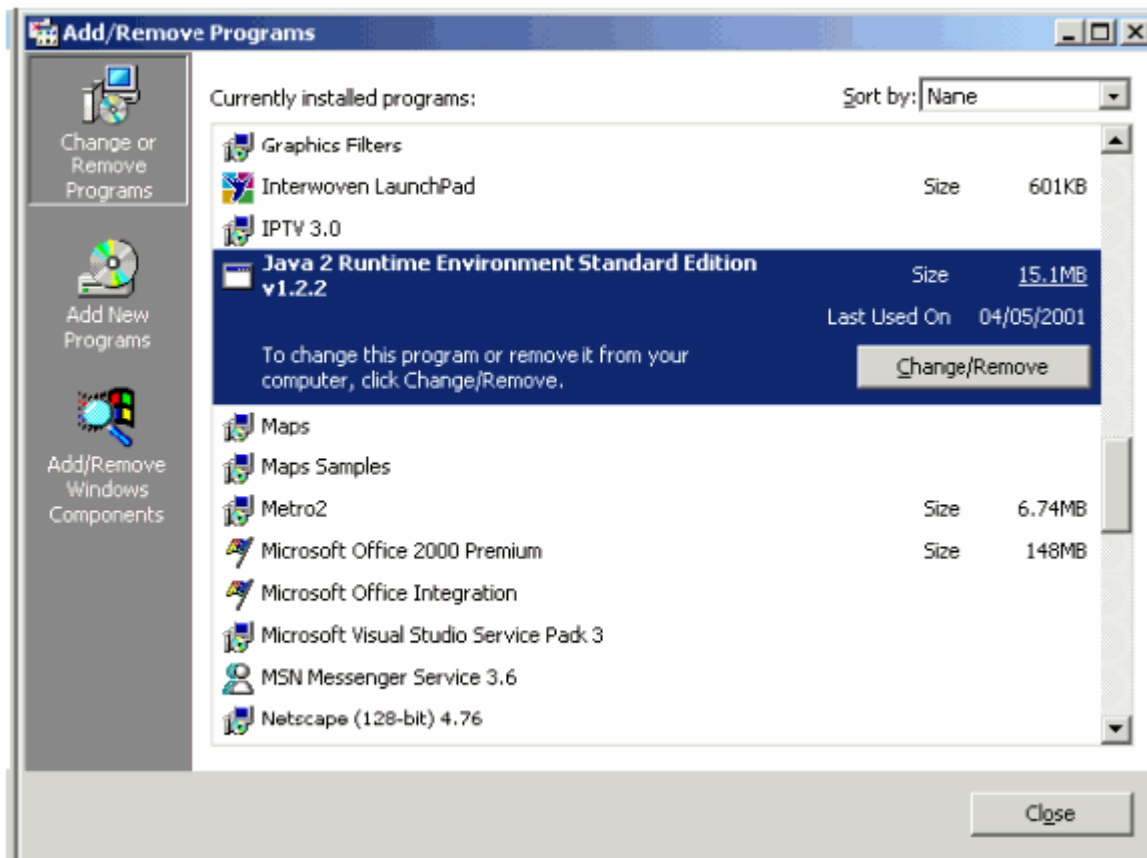 Add/Remove Programs
Change or
Remove
Programs
Add New
Programs
Add/Remove
Windows
Components
Currently installed programs:
Sort by: Name
Graphics Filters
Interwoven LaunchPad Size 601KB
IPTV 3.0
Java 2 Runtime Environment Standard Edition
v1.2.2
Size 15.1MB
Last Used On 04/05/2001
To change this program or remove it from your
computer, click Change/Remove.
Change/Remove
Maps
Maps Samples
Metro2 Size 6.74MB
Microsoft Office 2000 Premium Size 148MB
Microsoft Office Integration
Microsoft Visual Studio Service Pack 3
MSN Messenger Service 3.6
Netscape (128-bit) 4.76
Close